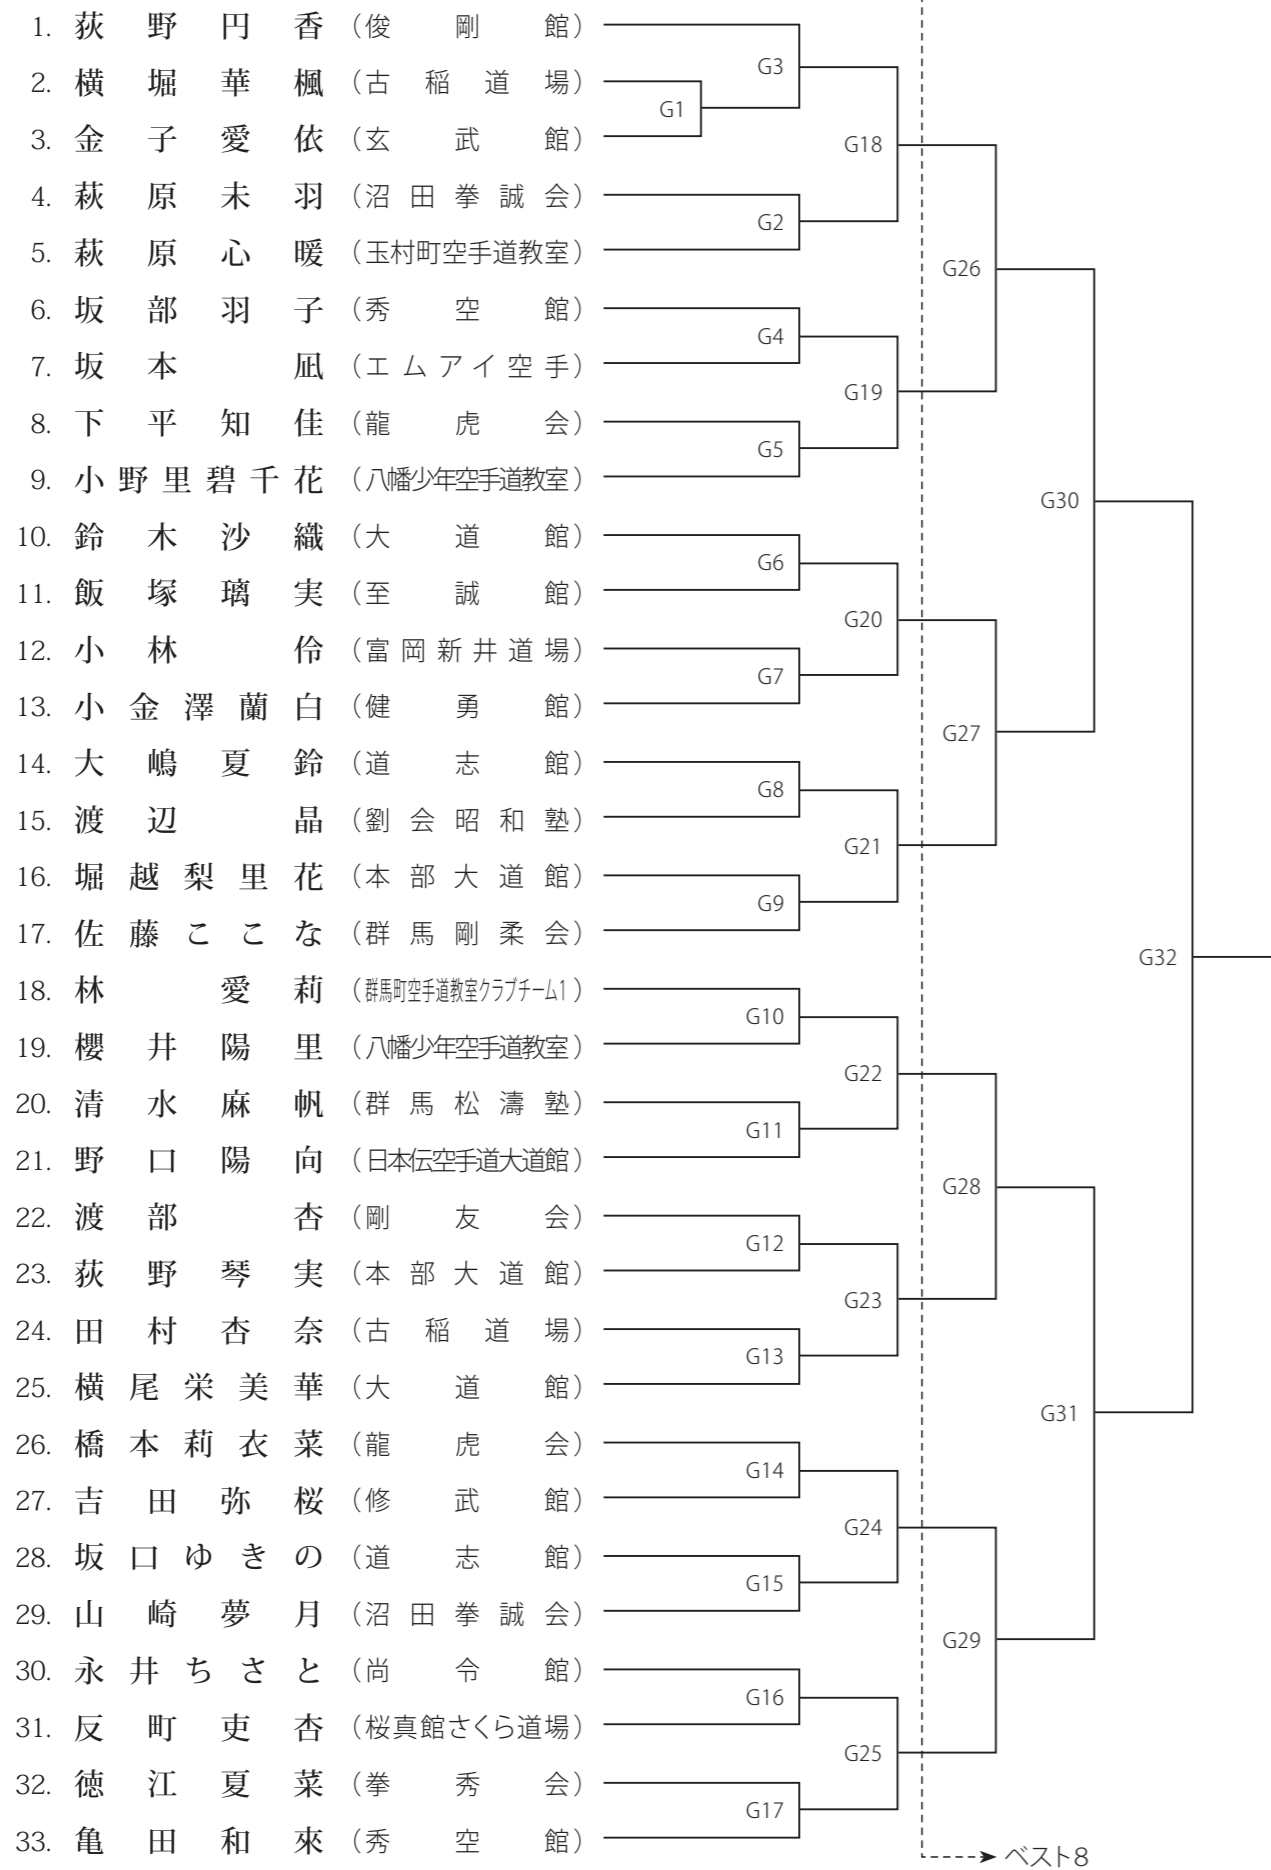 1. 荻野円香（俊剛館）
G3
2. 横堀華楓（古稲道場）
G1
3. 金子愛依（玄武館）
G18
4. 萩原未羽（沼田拳誠会）
G2
5. 萩原心暖（玉村町空手道教室）
G26
6. 坂部羽子（秀空館）
G4
7. 坂本凪（エムアイ空手）
G19
8. 下平知佳（龍虎会）
G5
9. 小野里碧千花（八幡少年空手道教室）
G30
10. 鈴木沙織（大道館）
G6
11. 飯塚璃実（至誠館）
G20
12. 小林伶（富岡新井道場）
G7
13. 小金澤蘭白（健勇館）
G27
14. 大嶋夏鈴（道志館）
G8
15. 渡辺晶（劉会昭和塾）
G21
16. 堀越梨里花（本部大道館）
G9
17. 佐藤ここな（群馬剛柔会）
G32
18. 林愛莉（群馬町空手道教室クラブチーム1）
G10
19. 櫻井陽里（八幡少年空手道教室）
G22
20. 清水麻帆（群馬松濤塾）
G11
21. 野口陽向（日本伝空手道大道館）
G28
22. 渡部杏（剛友会）
G12
23. 荻野琴実（本部大道館）
G23
24. 田村杏奈（古稲道場）
G13
25. 横尾栄美華（大道館）
G31
26. 橋本莉衣菜（龍虎会）
G14
27. 吉田弥桜（修武館）
G24
28. 坂口ゆきの（道志館）
G15
29. 山崎夢月（沼田拳誠会）
G29
30. 永井ちさと（尚令館）
G16
31. 反町吏杏（桜真館さくら道場）
G25
32. 徳江夏菜（拳秀会）
G17
33. 亀田和來（秀空館）
ベスト8